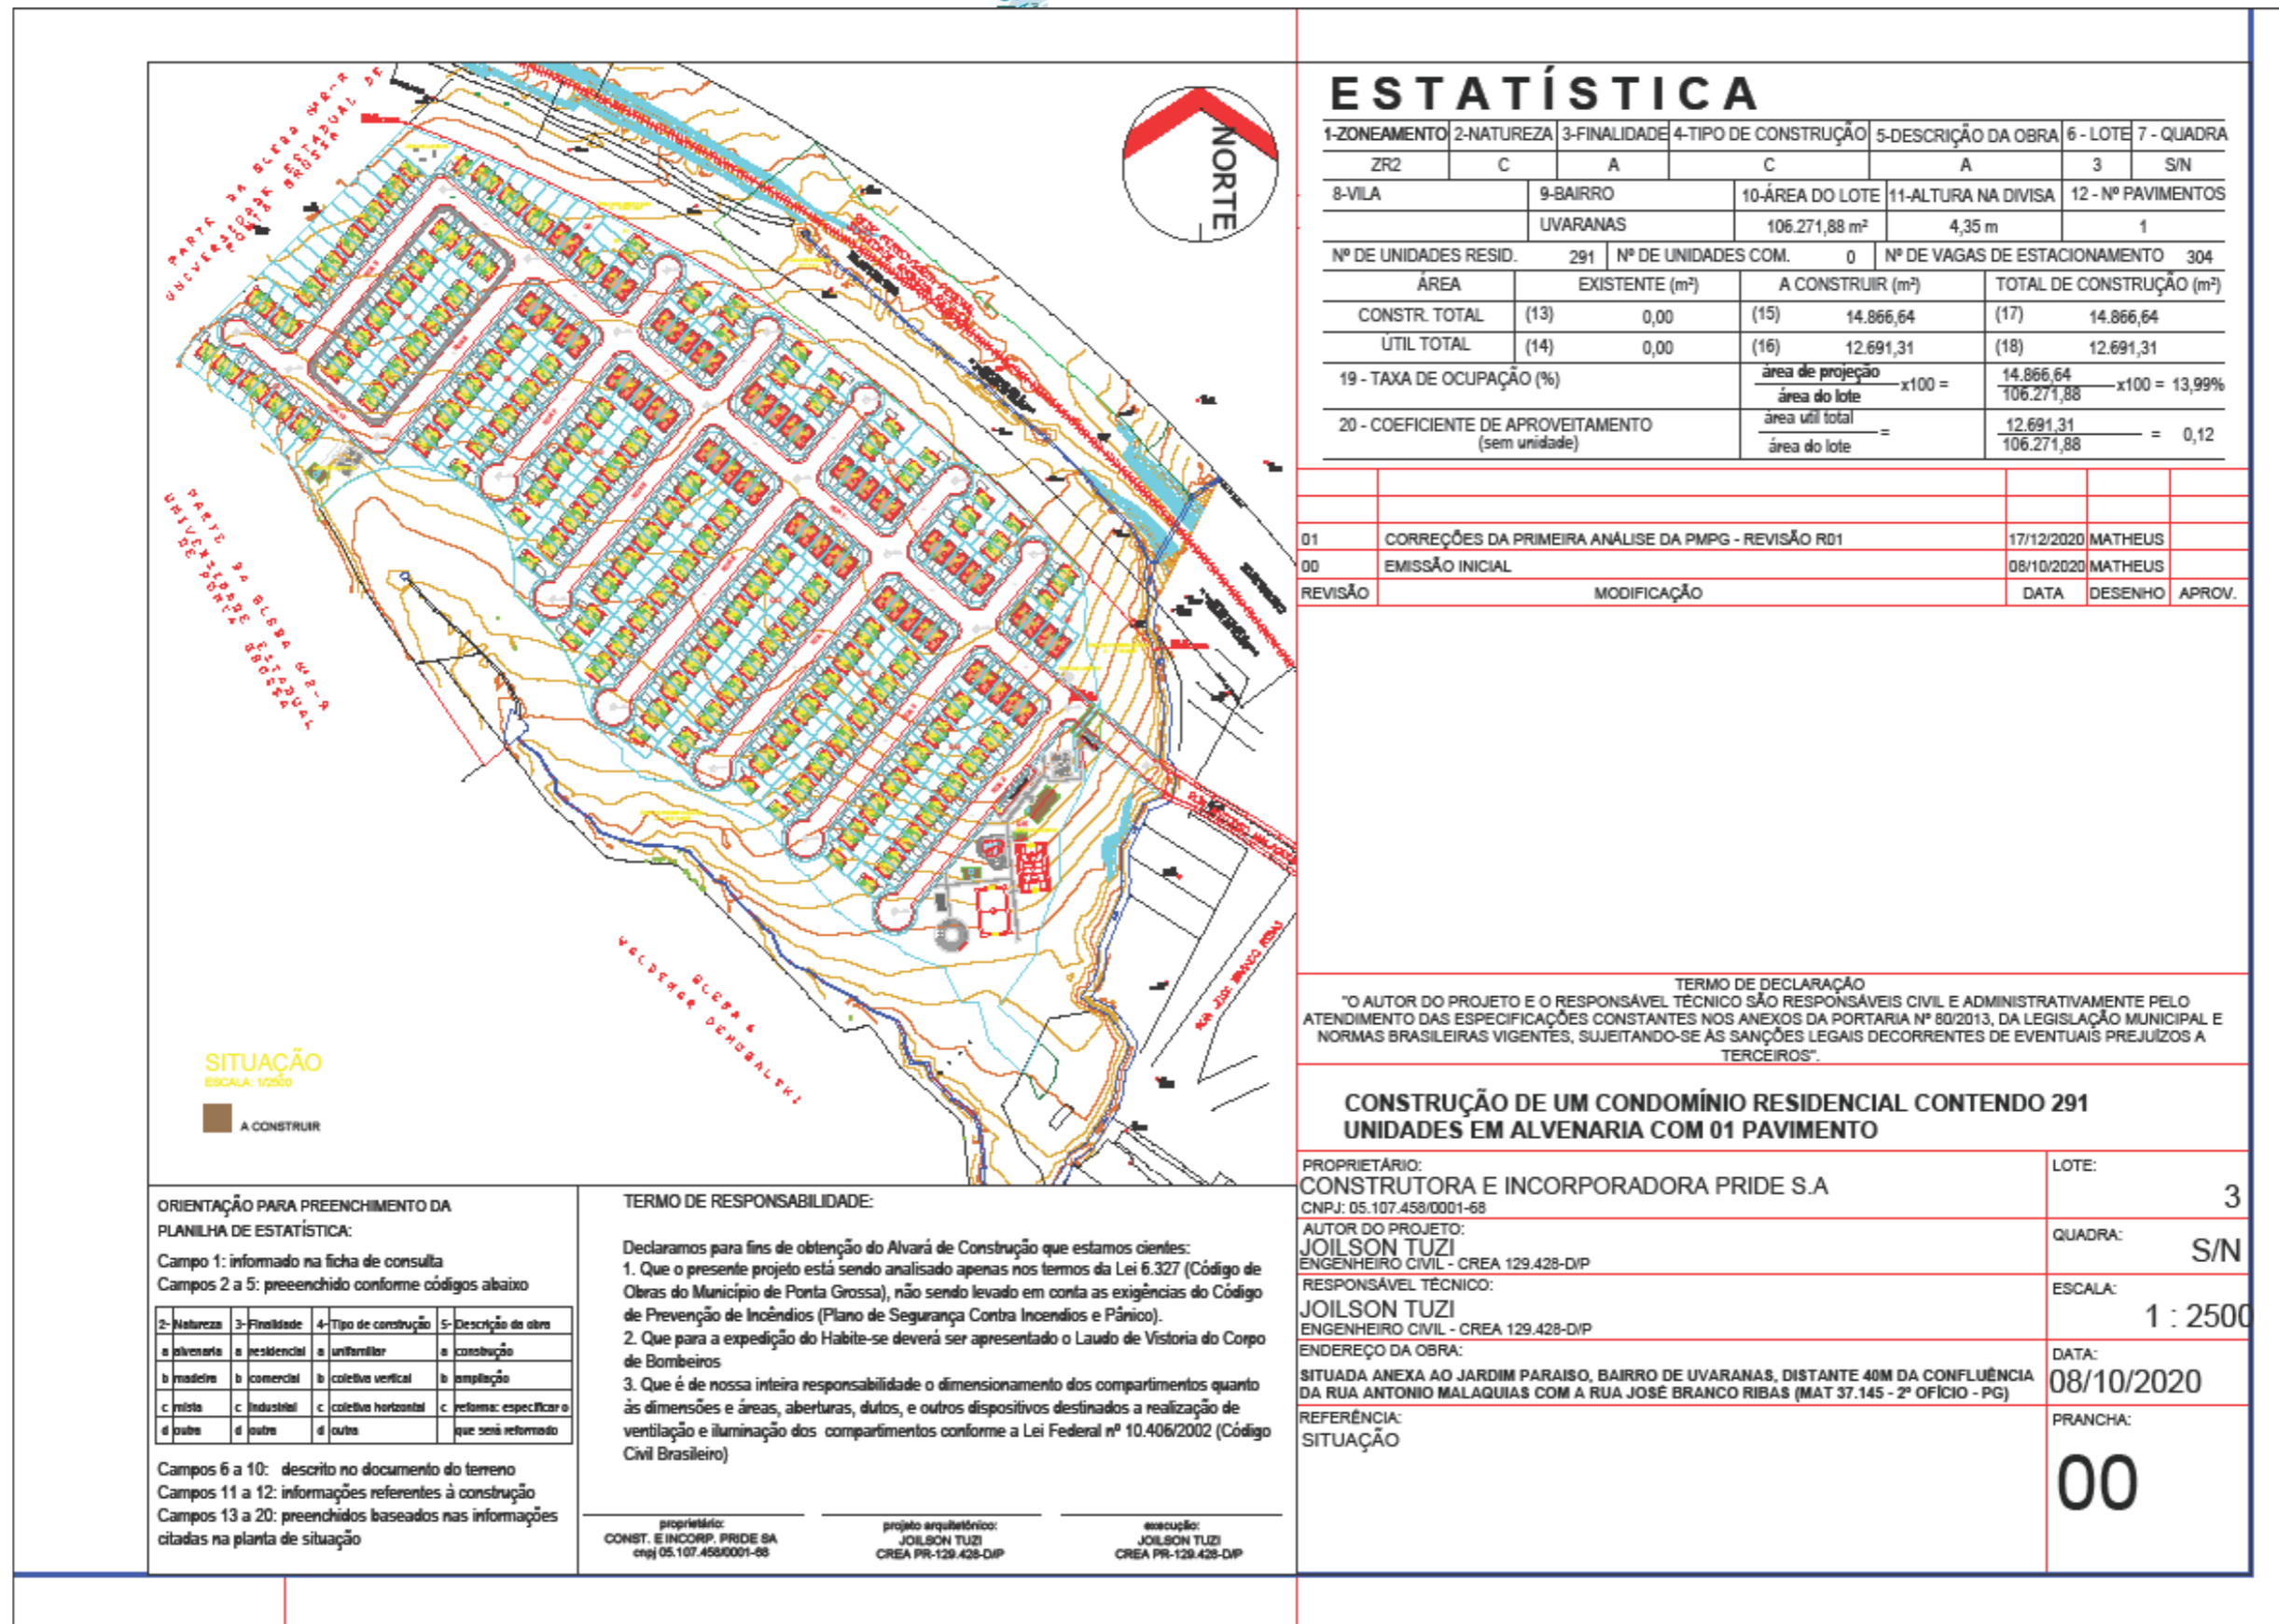 NORTE
SITUAÇÃO
ESCALA: 1/2500
A CONSTRUIR
ESTATÍSTICA
1-ZONEAMENTO 2-NATUREZA 3-FINALIDADE 4-TIPO DE CONSTRUÇÃO 5-DESCRIÇÃO DA OBRA 6 - LOTE 7 - QUADRA
ZR2 C A C A 3 S/N
8-VILA 9-BAIRRO 10-ÁREA DO LOTE 11-ALTURA NA DIVISA 12 - Nº PAVIMENTOS
UVARANAS 106.271,88 m² 4,35 m 1
Nº DE UNIDADES RESID. 291 Nº DE UNIDADES COM. 0 Nº DE VAGAS DE ESTACIONAMENTO 304
ÁREA EXISTENTE (m²) A CONSTRUIR (m²) TOTAL DE CONSTRUÇÃO (m²)
CONSTR. TOTAL (13) 0,00 (15) 14.866,64 (17) 14.866,64
ÚTIL TOTAL (14) 0,00 (16) 12.691,31 (18) 12.691,31
19 - TAXA DE OCUPAÇÃO (%) área de projeção x100 = 14.866,64 x100 = 13,99%
área do lote 106.271,88
20 - COEFICIENTE DE APROVEITAMENTO área util total = 12.691,31 = 0,12
(sem unidade) área do lote 106.271,88
01 CORREÇÕES DA PRIMEIRA ANÁLISE DA PMPG - REVISÃO R01 17/12/2020 MATHEUS
00 EMISSÃO INICIAL 08/10/2020 MATHEUS
REVISÃO MODIFICAÇÃO DATA DESENHO APROV.
TERMO DE DECLARAÇÃO
"O AUTOR DO PROJETO E O RESPONSÁVEL TÉCNICO SÃO RESPONSÁVEIS CIVIL E ADMINISTRATIVAMENTE PELO
ATENDIMENTO DAS ESPECIFICAÇÕES CONSTANTES NOS ANEXOS DA PORTARIA Nº 80/2013, DA LEGISLAÇÃO MUNICIPAL E
NORMAS BRASILEIRAS VIGENTES, SUJEITANDO-SE ÀS SANÇÕES LEGAIS DECORRENTES DE EVENTUAIS PREJUÍZOS A
TERCEIROS".
CONSTRUÇÃO DE UM CONDOMÍNIO RESIDENCIAL CONTENDO 291
UNIDADES EM ALVENARIA COM 01 PAVIMENTO
PROPRIETÁRIO:
CONSTRUTORA E INCORPORADORA PRIDE S.A
CNPJ: 05.107.458/0001-68
LOTE:
3
AUTOR DO PROJETO:
JOILSON TUZI
ENGENHEIRO CIVIL - CREA 129.428-D/P
QUADRA:
S/N
RESPONSÁVEL TÉCNICO:
JOILSON TUZI
ENGENHEIRO CIVIL - CREA 129.428-D/P
ESCALA:
1 : 2500
ENDEREÇO DA OBRA:
SITUADA ANEXA AO JARDIM PARAISO, BAIRRO DE UVARANAS, DISTANTE 40M DA CONFLUÊNCIA
DA RUA ANTONIO MALAQUIAS COM A RUA JOSÉ BRANCO RIBAS (MAT 37.145 - 2º OFÍCIO - PG)
DATA:
08/10/2020
REFERÊNCIA:
SITUAÇÃO
PRANCHA:
00
ORIENTAÇÃO PARA PREENCHIMENTO DA
PLANILHA DE ESTATÍSTICA:
Campo 1: informado na ficha de consulta
Campos 2 a 5: preeenchido conforme códigos abaixo
2- Natureza 3- Finalidade 4- Tipo de construção 5- Descrição da obra
a alvenaria a residencial a unifamiliar a construção
b madeira b comercial b coletiva vertical b ampliação
c mista c industrial c coletiva horizontal c reforma: especificar o
d outra d outra d outra que será reformado
Campos 6 a 10: descrito no documento do terreno
Campos 11 a 12: informações referentes à construção
Campos 13 a 20: preenchidos baseados nas informações
citadas na planta de situação
TERMO DE RESPONSABILIDADE:
Declaramos para fins de obtenção do Alvará de Construção que estamos cientes:
1. Que o presente projeto está sendo analisado apenas nos termos da Lei 6.327 (Código de
Obras do Município de Ponta Grossa), não sendo levado em conta as exigências do Código
de Prevenção de Incêndios (Plano de Segurança Contra Incendios e Pânico).
2. Que para a expedição do Habite-se deverá ser apresentado o Laudo de Vistoria do Corpo
de Bombeiros
3. Que é de nossa inteira responsabilidade o dimensionamento dos compartimentos quanto
às dimensões e áreas, aberturas, dutos, e outros dispositivos destinados a realização de
ventilação e iluminação dos compartimentos conforme a Lei Federal nº 10.406/2002 (Código
Civil Brasileiro)
proprietário:
CONST. E INCORP. PRIDE SA
cnpj 05.107.458/0001-68
projeto arquitetônico:
JOILSON TUZI
CREA PR-129.428-D/P
execução:
JOILSON TUZI
CREA PR-129.428-D/P